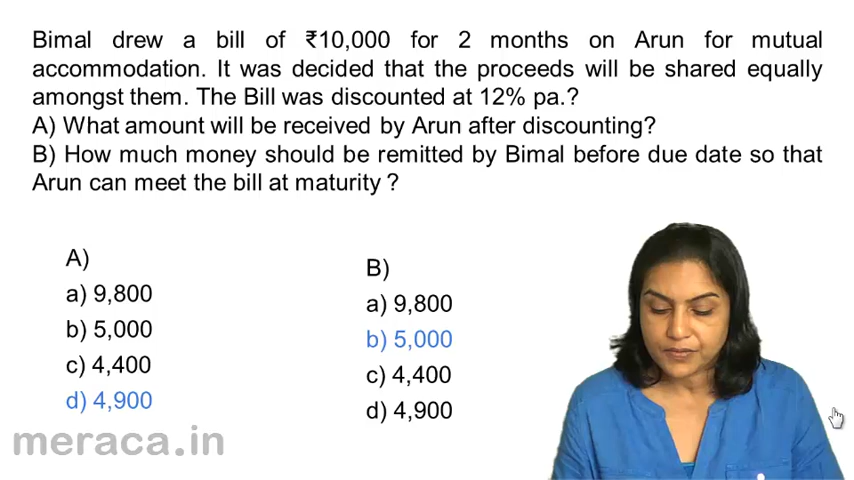 Bimal drew a bill of ₹10,000 for 2 months on Arun for mutual
accommodation. It was decided that the proceeds will be shared equally
amongst them. The Bill was discounted at 12% pa.?
A) What amount will be received by Arun after discounting?
B) How much money should be remitted by Bimal before due date so that
Arun can meet the bill at maturity ?
A)
a) 9,800
b) 5,000
c) 4,400
d) 4,900
B)
a) 9,800
b) 5,000
c) 4,400
d) 4,900
meraca.in